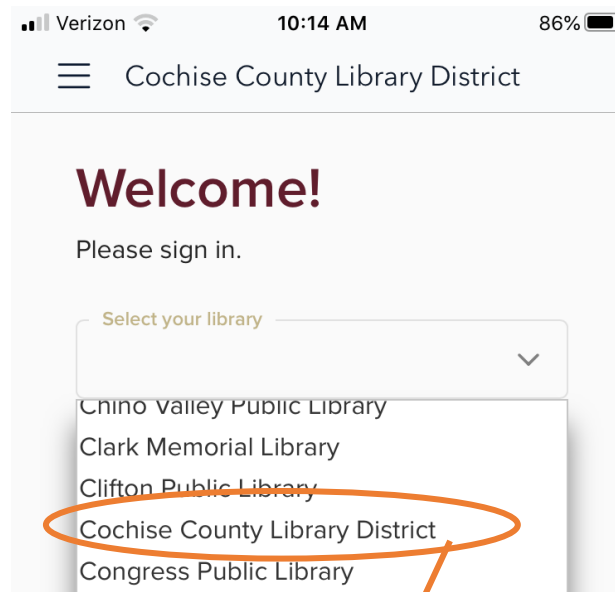 Verizon 10:14 AM 86%
Cochise County Library District
Welcome!
Please sign in.
Select your library
Chino Valley Public Library
Clark Memorial Library
Clifton Public Library
Cochise County Library District
Congress Public Library